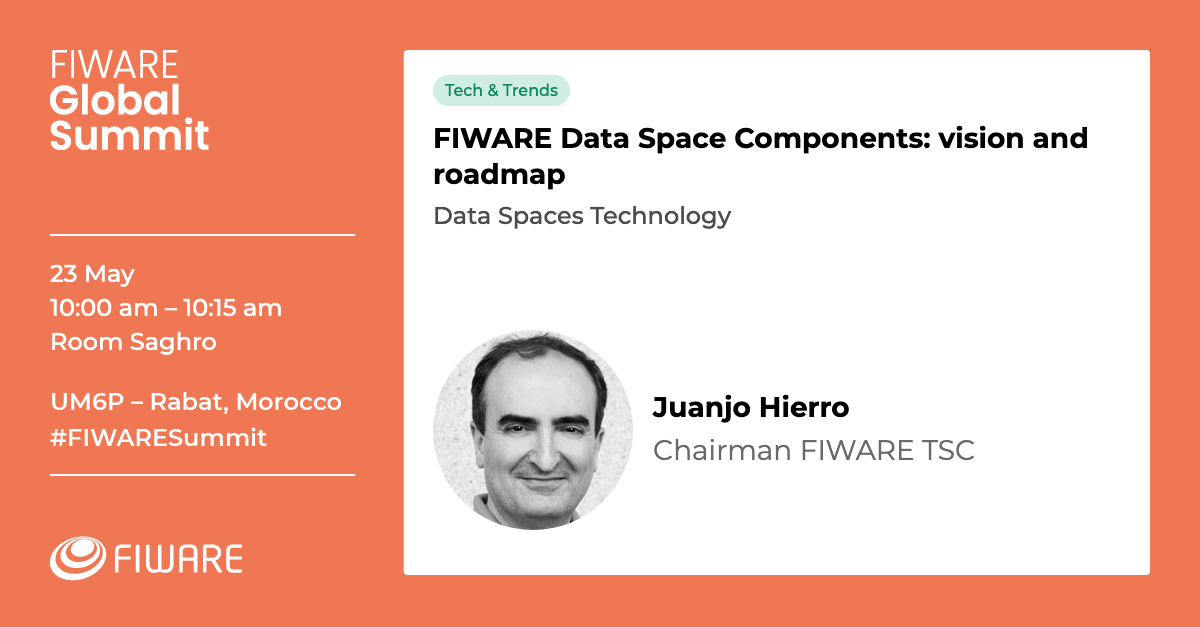 FIWARE
Global
Summit
23 May
10:00 am – 10:15 am
Room Saghro
UM6P – Rabat, Morocco
#FIWARESummit
FIWARE
Tech & Trends
FIWARE Data Space Components: vision and
roadmap
Data Spaces Technology
Juanjo Hierro
Chairman FIWARE TSC